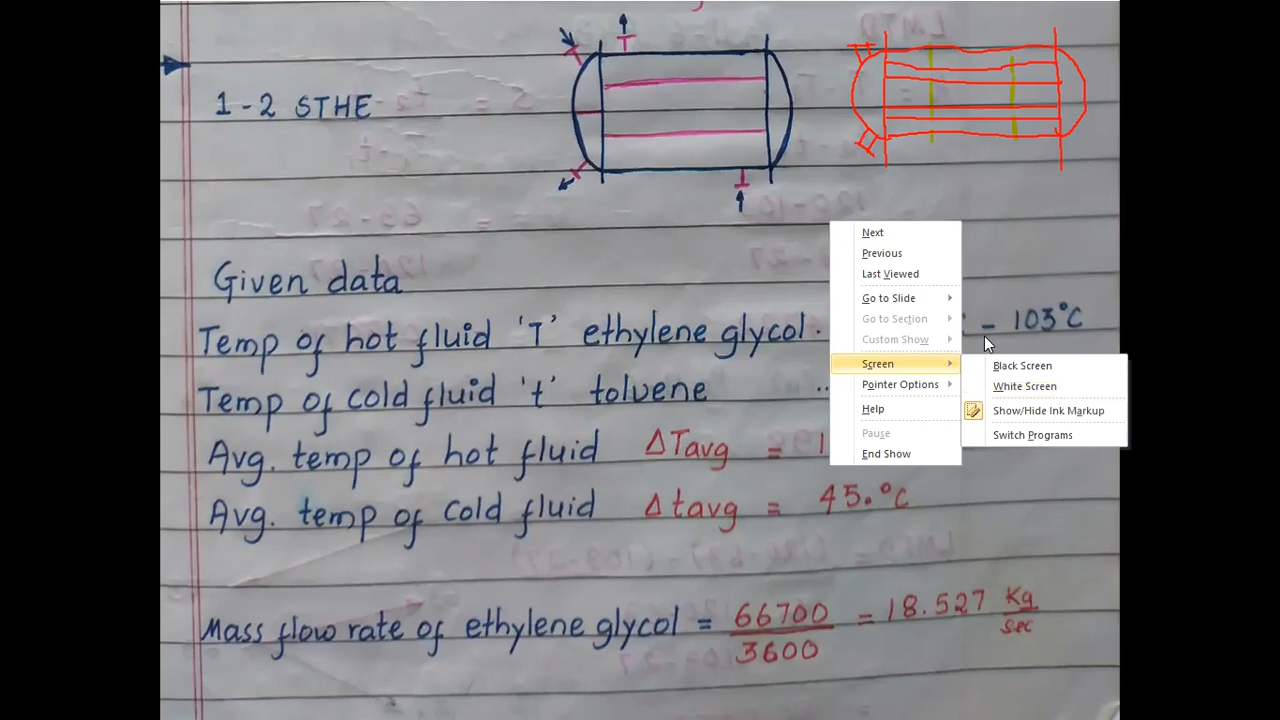 1-2 STHE
Given data
Temp of hot fluid 'T' ethylene glycol. - 103°C
Temp of cold fluid 't' toluene ..
Avg. temp of hot fluid ΔTavg = 1
Avg. temp of cold fluid Δtavg = 45.°C
Mass flow rate of ethylene glycol = 66700 / 3600 = 18.527 Kg / sec
Next
Previous
Last Viewed
Go to Slide
Go to Section
Custom Show
Screen
Pointer Options
Help
Pause
End Show
Black Screen
White Screen
Show/Hide Ink Markup
Switch Programs